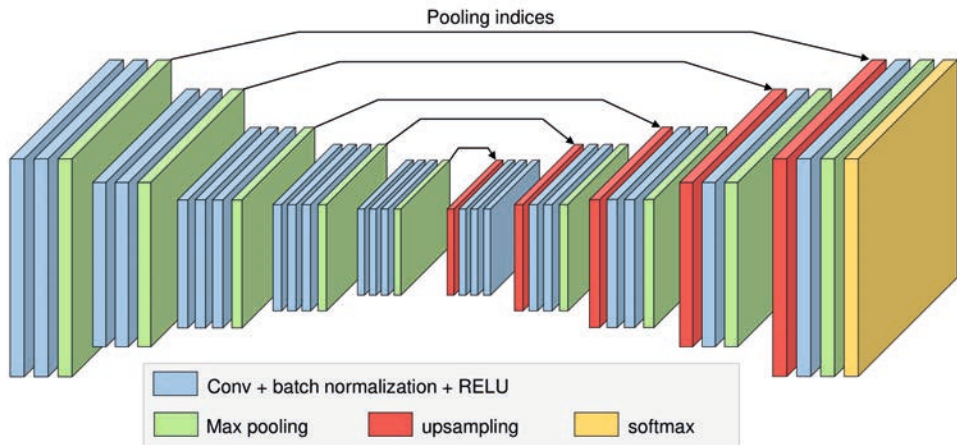 Pooling indices
Conv + batch normalization + RELU
Max pooling
upsampling
softmax